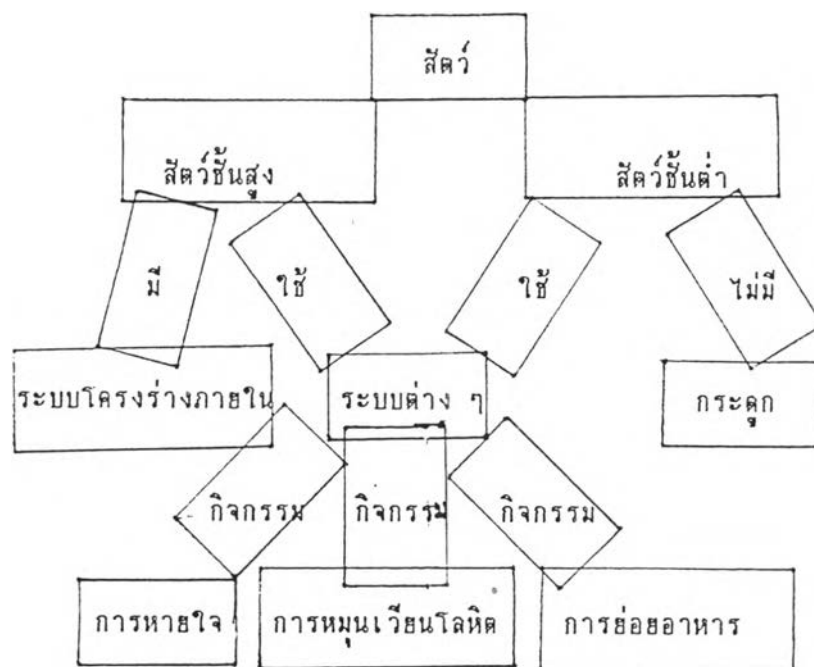 สัตว์
สัตว์ชั้นสูง สัตว์ชั้นต่ำ
มี ใช้ ใช้ ไม่มี
ระบบโครงร่างภายใน ระบบต่าง ๆ กระดูก
กิจกรรม กิจกรรม กิจกรรม
การหายใจ การหมุนเวียนโลหิต การย่อยอาหาร